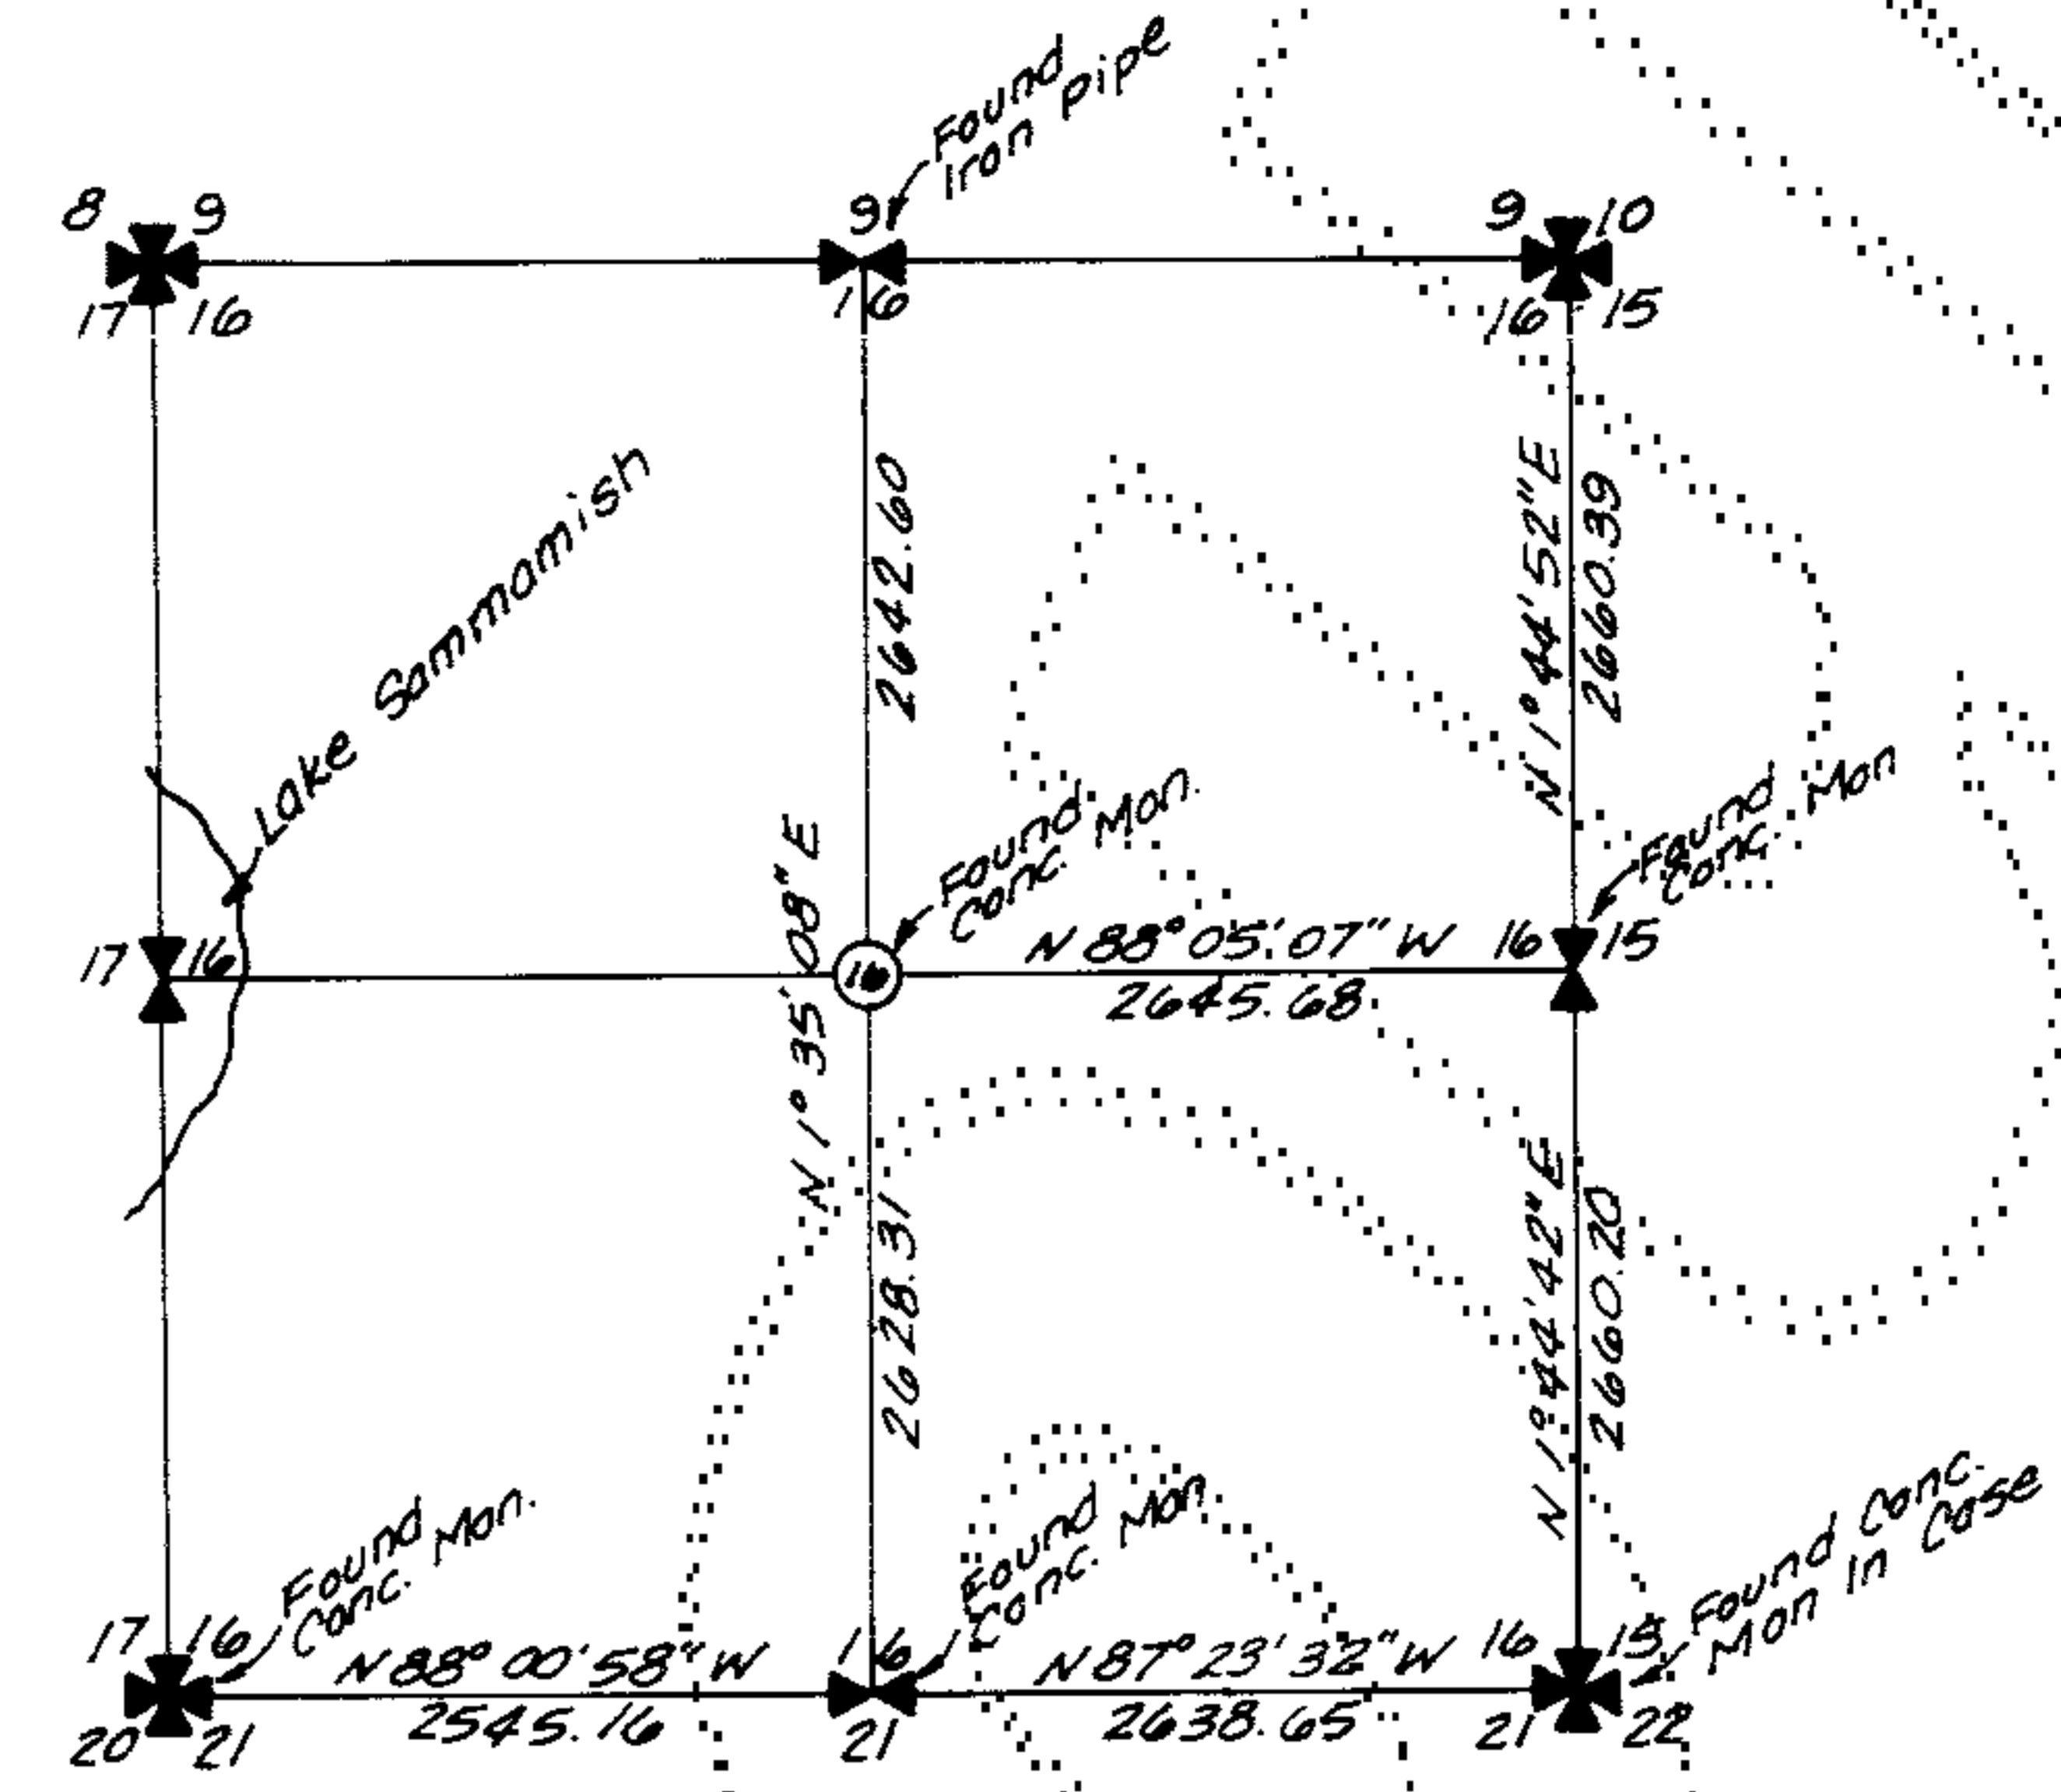 Found
Iron pipe
8 9
9
9 10
17 16
16
16 15
Lake Sammamish
2642.60
N 1° 44' 52" E
2660.39
Found
Conc. Mon.
Found
Conc. Mon
17 16
16
N 88° 05' 07" W
2645.68
16 15
N 1° 35' 08" E
2628.31
N 1° 44' 42" E
2660.20
Found
Conc. Mon.
Found
Conc. Mon
Found Conc.
Mon In Case
17 16
N 88° 00' 58" W
16
N 87° 23' 32" W
16 15
20 21
2545.16
21
2638.65
21 22